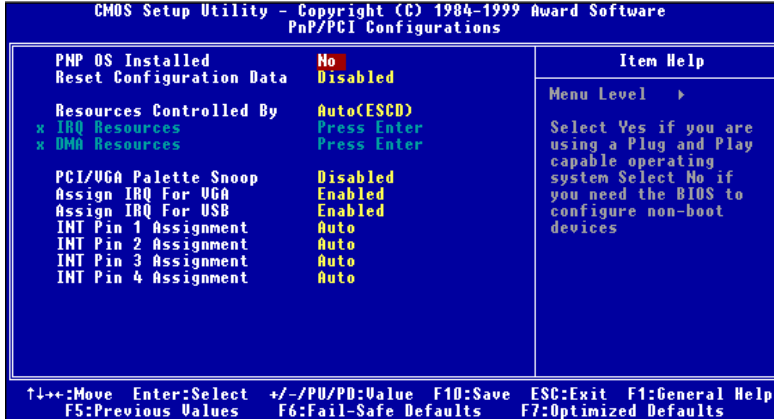 CMOS Setup Utility - Copyright (C) 1984-1999 Award Software
PnP/PCI Configurations
PNP OS Installed No
Reset Configuration Data Disabled
Resources Controlled By Auto(ESCD)
x IRQ Resources Press Enter
x DMA Resources Press Enter
PCI/VGA Palette Snoop Disabled
Assign IRQ For VGA Enabled
Assign IRQ For USB Enabled
INT Pin 1 Assignment Auto
INT Pin 2 Assignment Auto
INT Pin 3 Assignment Auto
INT Pin 4 Assignment Auto
Item Help
Menu Level ▸
Select Yes if you are
using a Plug and Play
capable operating
system Select No if
you need the BIOS to
configure non-boot
devices
↑↓→←:Move Enter:Select +/-/PU/PD:Value F10:Save ESC:Exit F1:General Help
F5:Previous Values F6:Fail-Safe Defaults F7:Optimized Defaults